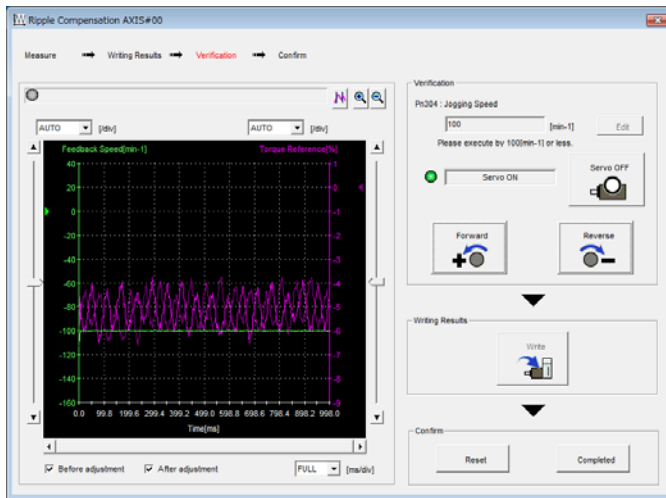 Ripple Compensation AXIS#00
Measure Writing Results Verification Confirm
AUTO [/div] AUTO [/div]
Feedback Speed[min-1] Torque Reference[%]
40 1
20 0
0 -1
-20 -2
-40 -3
-60 -4
-80 -5
-100 -6
-120 -7
-140 -8
-160 -9
0.0 99.8 199.6 299.4 399.2 499.0 598.8 698.6 798.4 898.2 998.0
Time[ms]
Before adjustment After adjustment FULL [ms/div]
Verification
Pn304 : Jogging Speed
100 [min-1] Edit
Please execute by 100[min-1] or less.
Servo ON
Servo OFF
Forward
Reverse
Writing Results
Write
Confirm
Reset
Completed